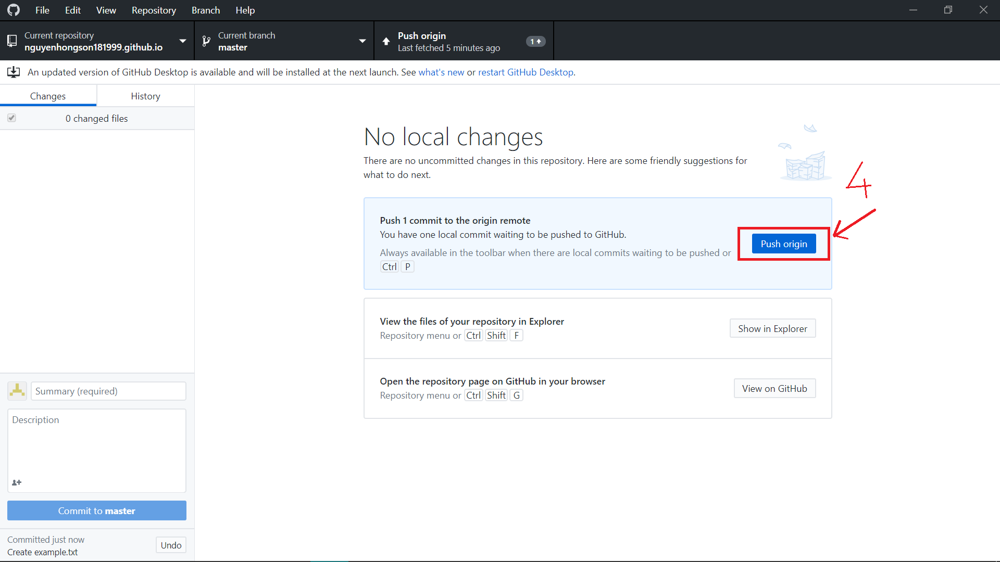 File Edit View Repository Branch Help
Current repository
nguyenhongson181999.github.io
Current branch
master
Push origin
Last fetched 5 minutes ago
1
An updated version of GitHub Desktop is available and will be installed at the next launch. See what's new or restart GitHub Desktop.
Changes
History
0 changed files
No local changes
There are no uncommitted changes in this repository. Here are some friendly suggestions for
what to do next.
4
Push 1 commit to the origin remote
You have one local commit waiting to be pushed to GitHub.
Always available in the toolbar when there are local commits waiting to be pushed or
Ctrl P
Push origin
View the files of your repository in Explorer
Repository menu or Ctrl Shift F
Show in Explorer
Open the repository page on GitHub in your browser
Repository menu or Ctrl Shift G
View on GitHub
Summary (required)
Description
Commit to master
Committed just now
Create example.txt
Undo